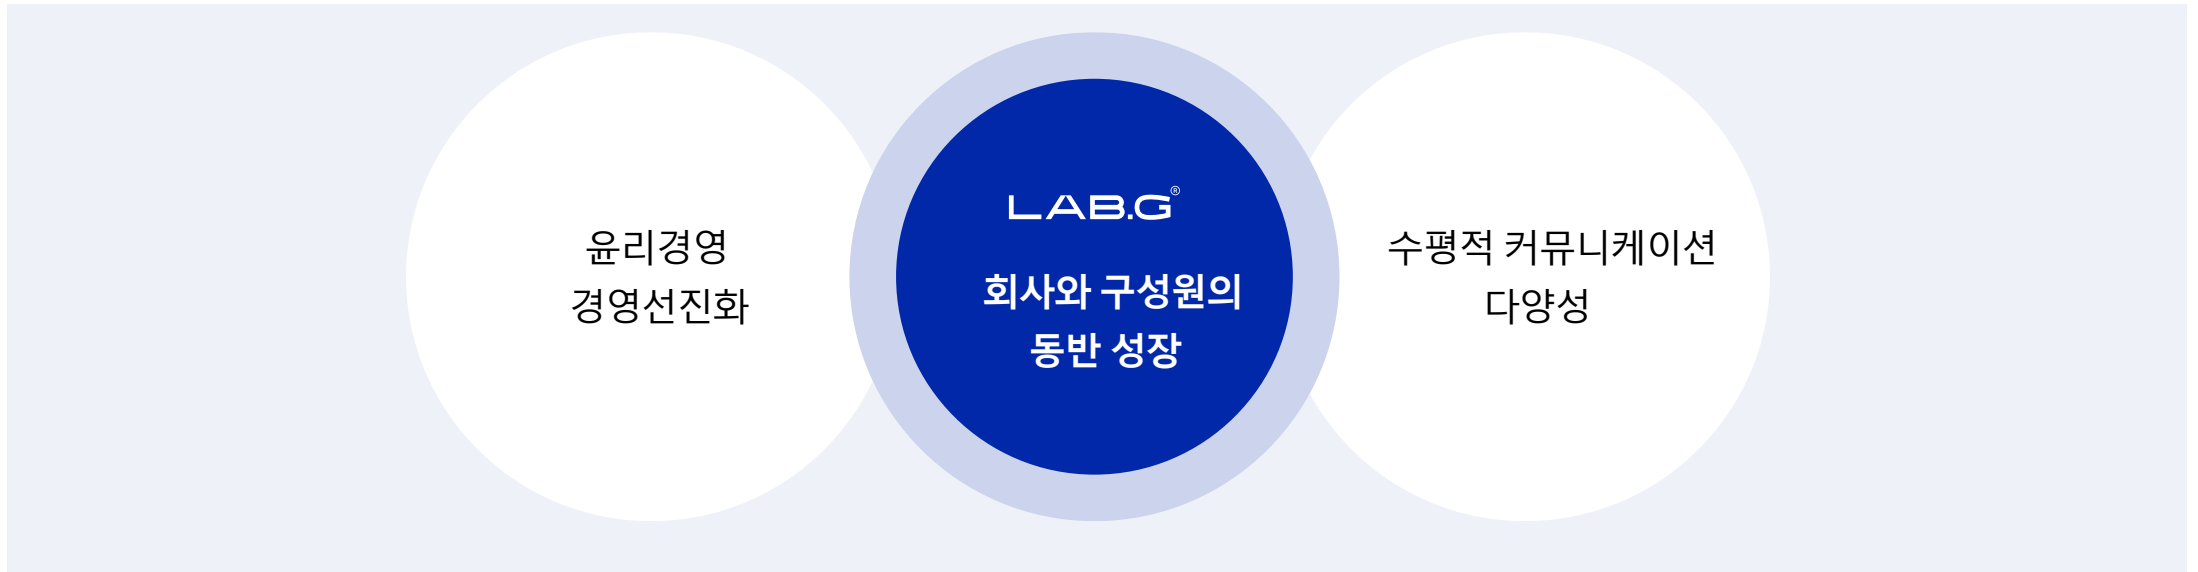 윤리경영
경영선진화
LAB.G®
회사와 구성원의
동반 성장
수평적 커뮤니케이션
다양성